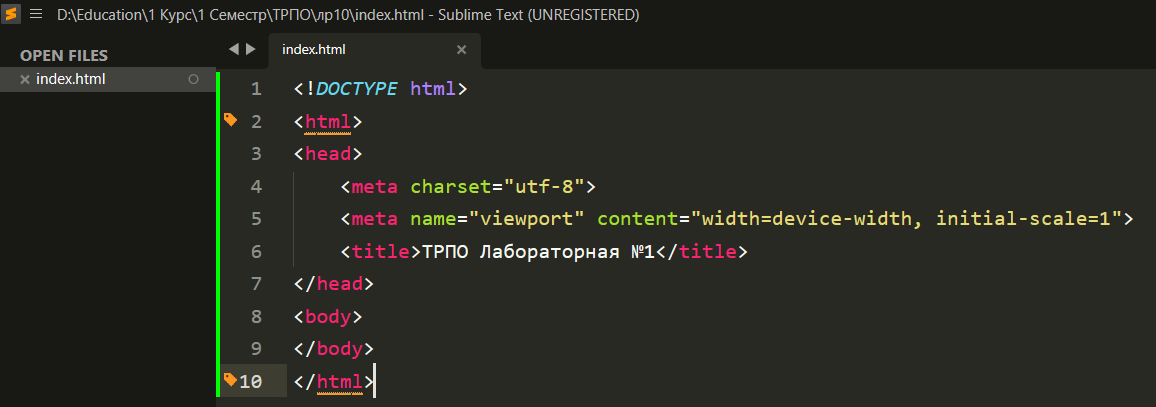 D:\Education\1 Курс\1 Семестр\ТРПО\лр10\index.html - Sublime Text (UNREGISTERED)
OPEN FILES
index.html
index.html
1 <!DOCTYPE html>
2 <html>
3 <head>
4 <meta charset="utf-8">
5 <meta name="viewport" content="width=device-width, initial-scale=1">
6 <title>ТРПО Лабораторная №1</title>
7 </head>
8 <body>
9 </body>
10 </html>